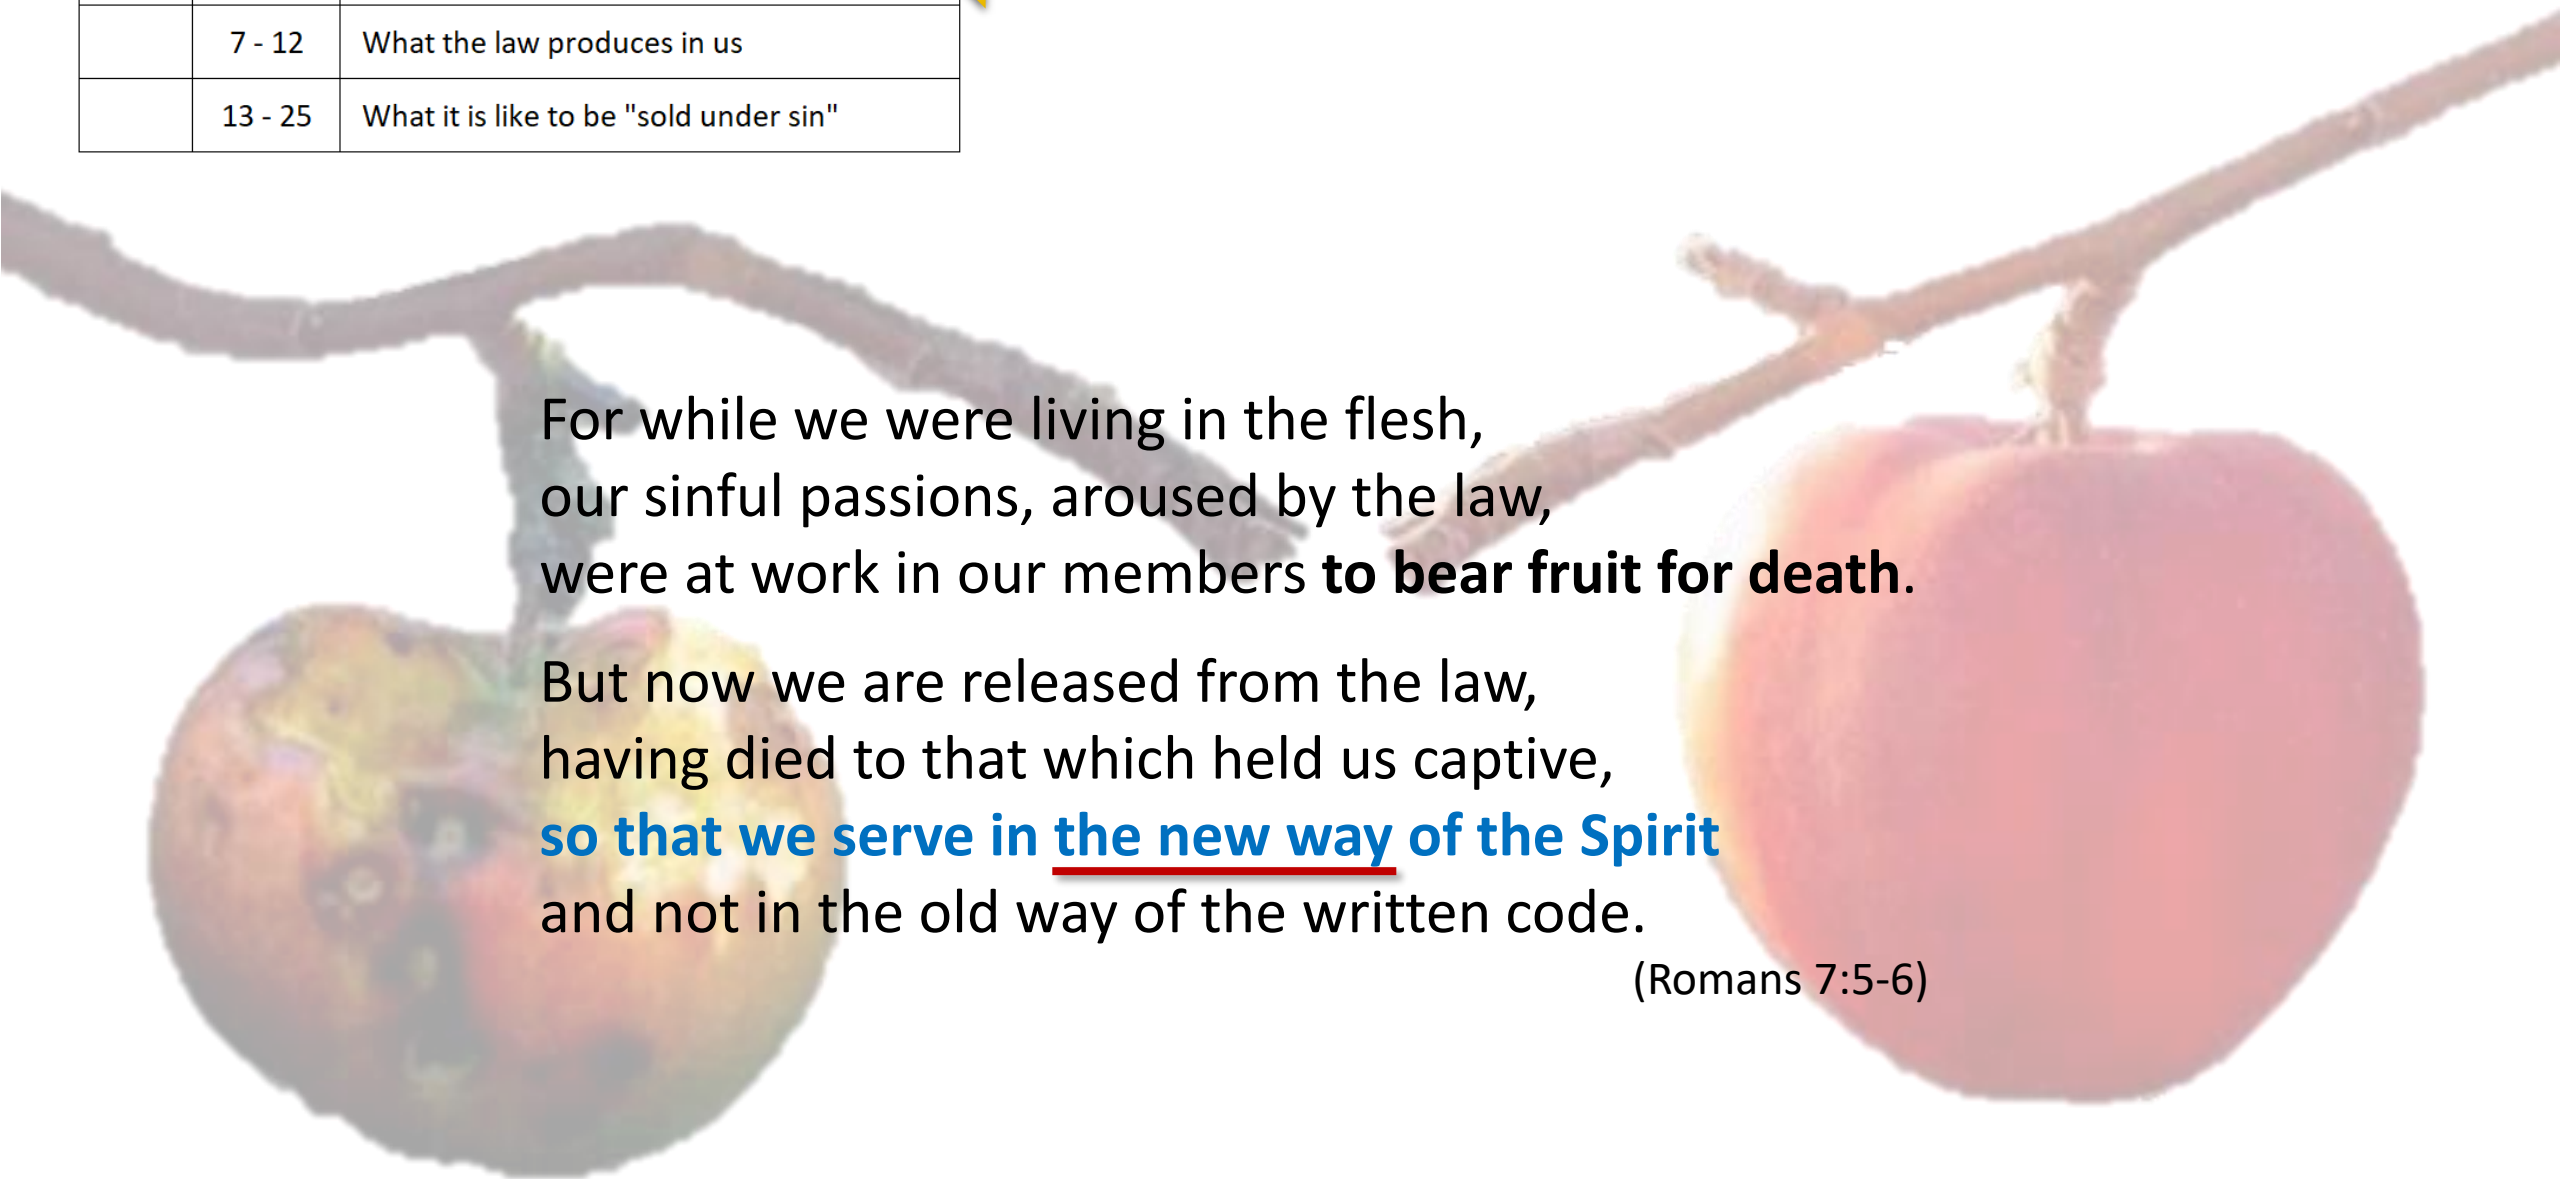 7 - 12 What the law produces in us
13 - 25 What it is like to be "sold under sin"
For while we were living in the flesh,
our sinful passions, aroused by the law,
were at work in our members to bear fruit for death.
But now we are released from the law,
having died to that which held us captive,
so that we serve in the new way of the Spirit
and not in the old way of the written code.
(Romans 7:5-6)